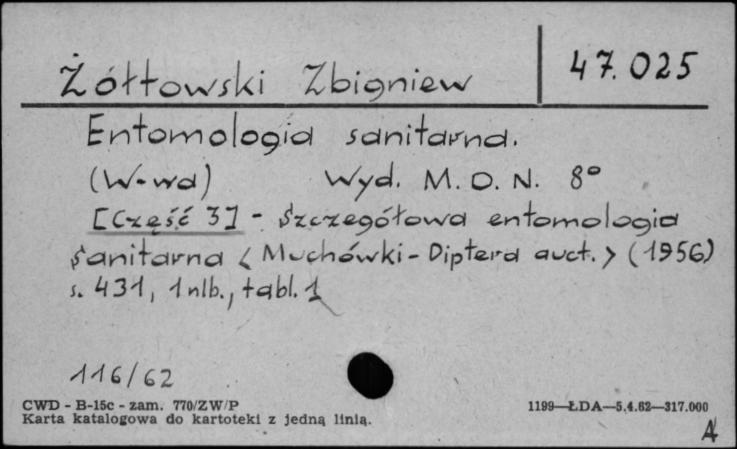 Żółtowski Zbigniew 47.025
Entomologia sanitarna.
(W-wa) Wyd. M.O.N. 8°
[Część 3] - Szczegółowa entomologia
sanitarna < Muchówki - Diptera auct. > (1956)
s. 431, 1 nlb., tabl. 1
116/62
CWD - B-15c - zam. 770/ZW/P 1199—ŁDA—5.4.62—317.000
Karta katalogowa do kartoteki z jedną linią.
A